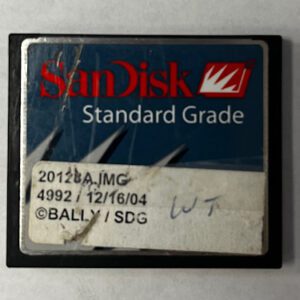 SanDisk
Standard Grade
20128A.IMG
4992 / 12/16/04
©BALLY / SDG
WT